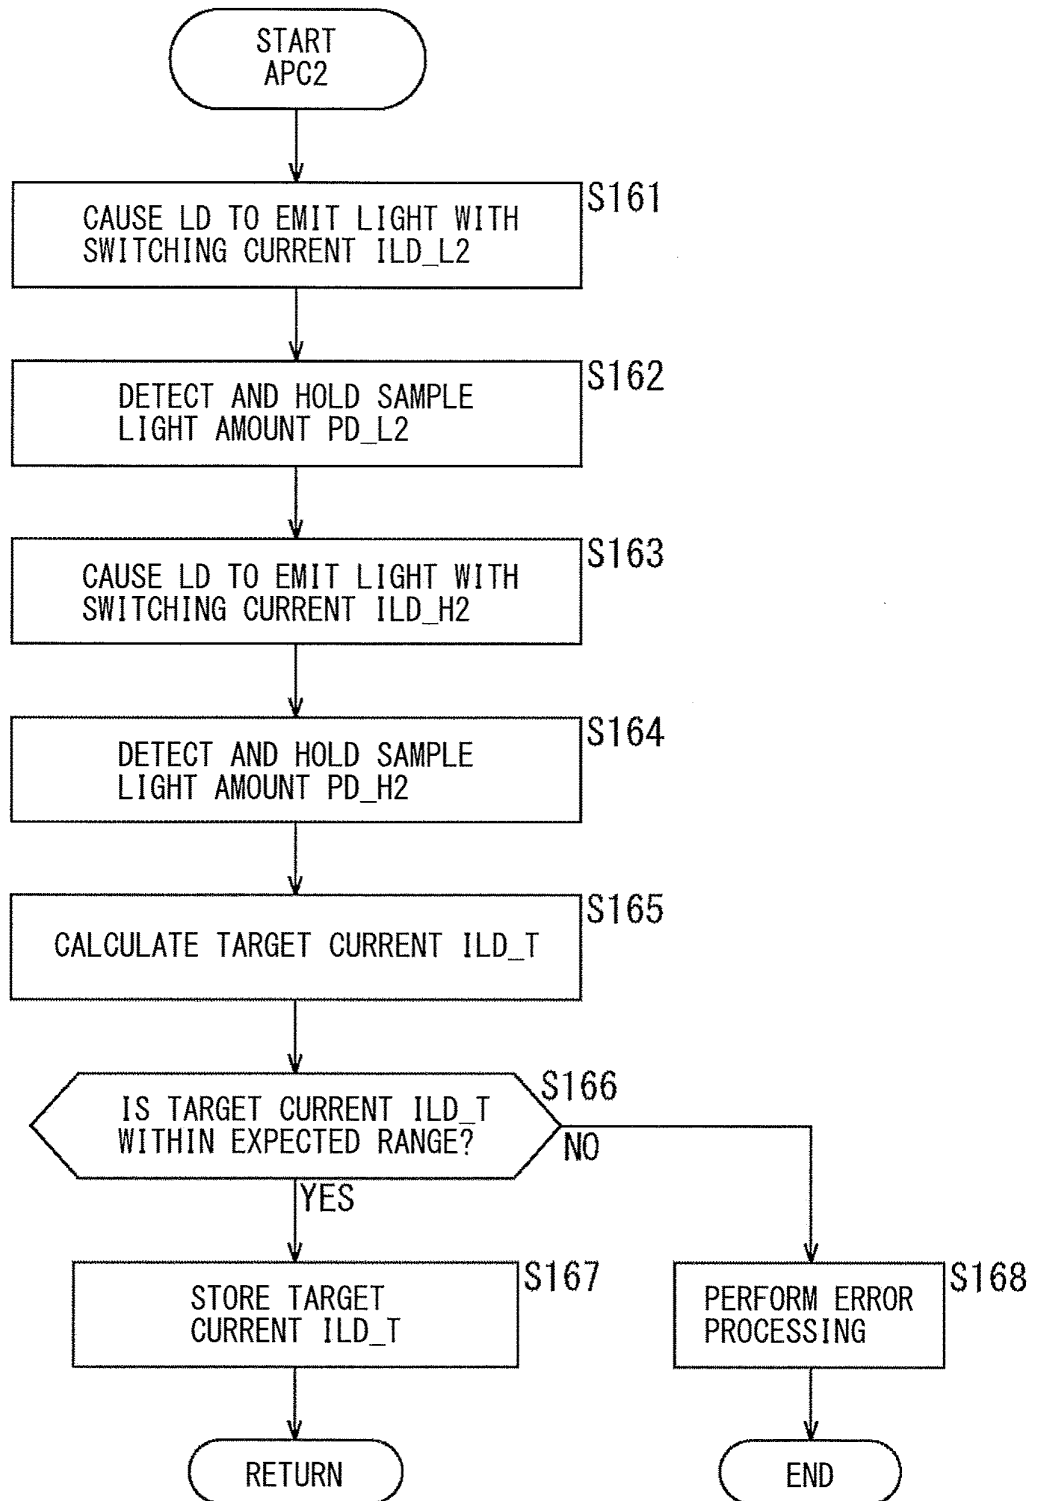 START
APC2
S161
CAUSE LD TO EMIT LIGHT WITH
SWITCHING CURRENT ILD_L2
S162
DETECT AND HOLD SAMPLE
LIGHT AMOUNT PD_L2
S163
CAUSE LD TO EMIT LIGHT WITH
SWITCHING CURRENT ILD_H2
S164
DETECT AND HOLD SAMPLE
LIGHT AMOUNT PD_H2
S165
CALCULATE TARGET CURRENT ILD_T
S166
IS TARGET CURRENT ILD_T
WITHIN EXPECTED RANGE?
NO
YES
S167
STORE TARGET
CURRENT ILD_T
S168
PERFORM ERROR
PROCESSING
RETURN
END